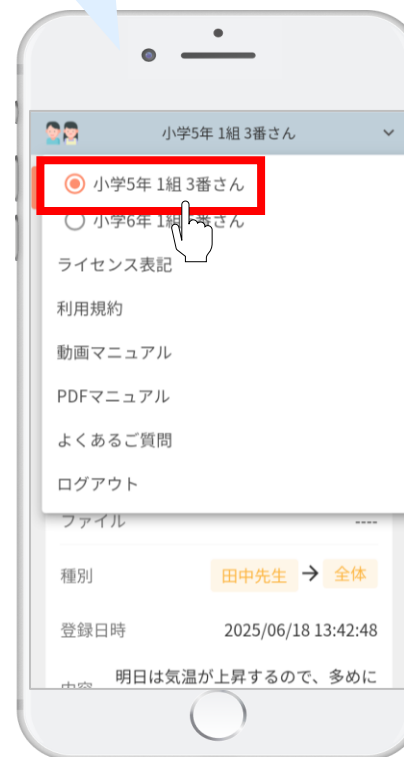 小学5年 1組 3番さん
小学5年 1組 3番さん
小学6年 1組 番さん
ライセンス表記
利用規約
動画マニュアル
PDFマニュアル
よくあるご質問
ログアウト
ファイル ----
種別 田中先生 → 全体
登録日時 2025/06/18 13:42:48
明日は気温が上昇するので、多めに